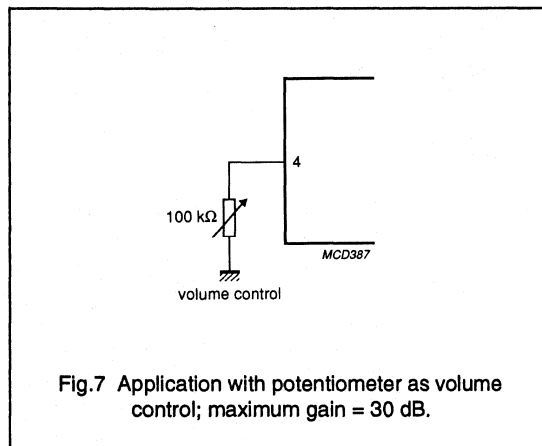 4
100 kΩ
MCD387
volume control
Fig.7 Application with potentiometer as volume
control; maximum gain = 30 dB.